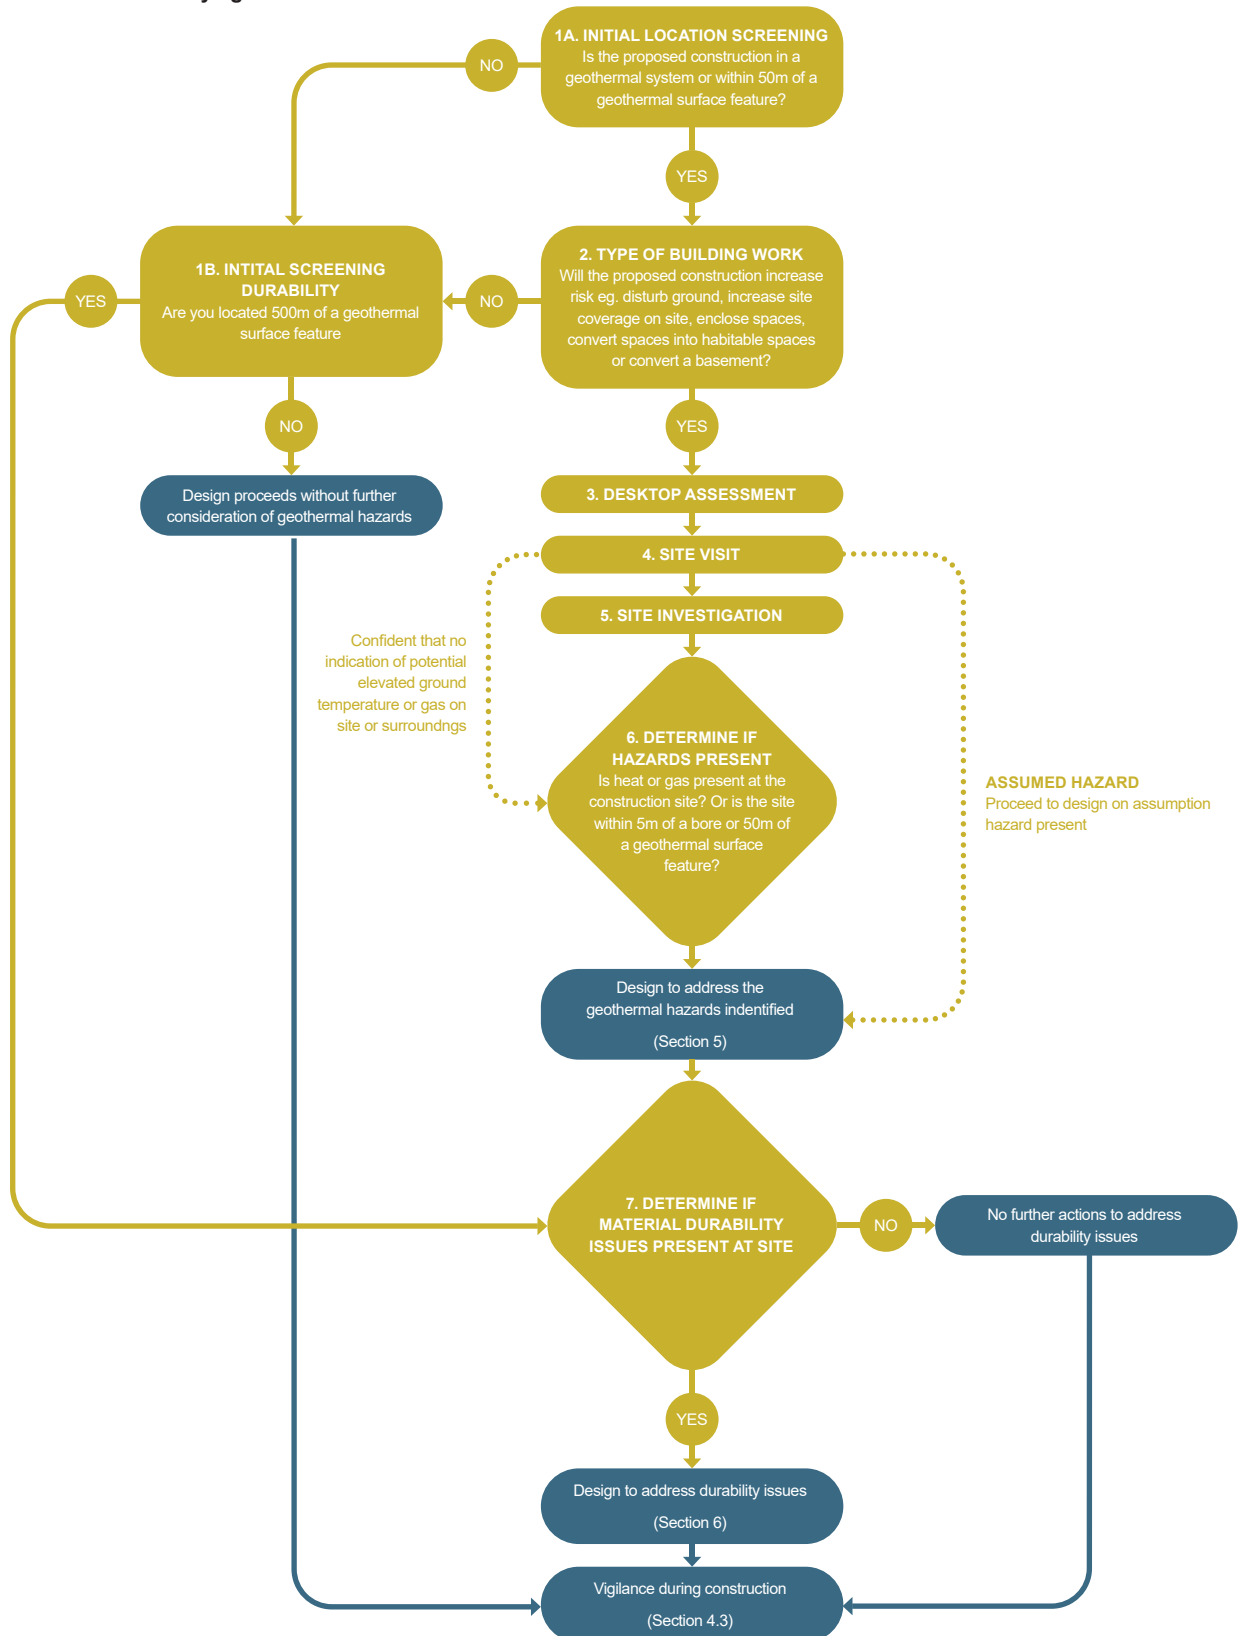 1A. INITIAL LOCATION SCREENING
Is the proposed construction in a
geothermal system or within 50m of a
geothermal surface feature?
NO
YES
1B. INTITAL SCREENING
DURABILITY
Are you located 500m of a geothermal
surface feature
YES
NO
2. TYPE OF BUILDING WORK
Will the proposed construction increase
risk eg. disturb ground, increase site
coverage on site, enclose spaces,
convert spaces into habitable spaces
or convert a basement?
NO
YES
Design proceeds without further
consideration of geothermal hazards
3. DESKTOP ASSESSMENT
4. SITE VISIT
5. SITE INVESTIGATION
Confident that no
indication of potential
elevated ground
temperature or gas on
site or surroundngs
6. DETERMINE IF
HAZARDS PRESENT
Is heat or gas present at the
construction site? Or is the site
within 5m of a bore or 50m of
a geothermal surface
feature?
ASSUMED HAZARD
Proceed to design on assumption
hazard present
Design to address the
geothermal hazards indentified
(Section 5)
7. DETERMINE IF
MATERIAL DURABILITY
ISSUES PRESENT AT SITE
NO
No further actions to address
durability issues
YES
Design to address durability issues
(Section 6)
Vigilance during construction
(Section 4.3)